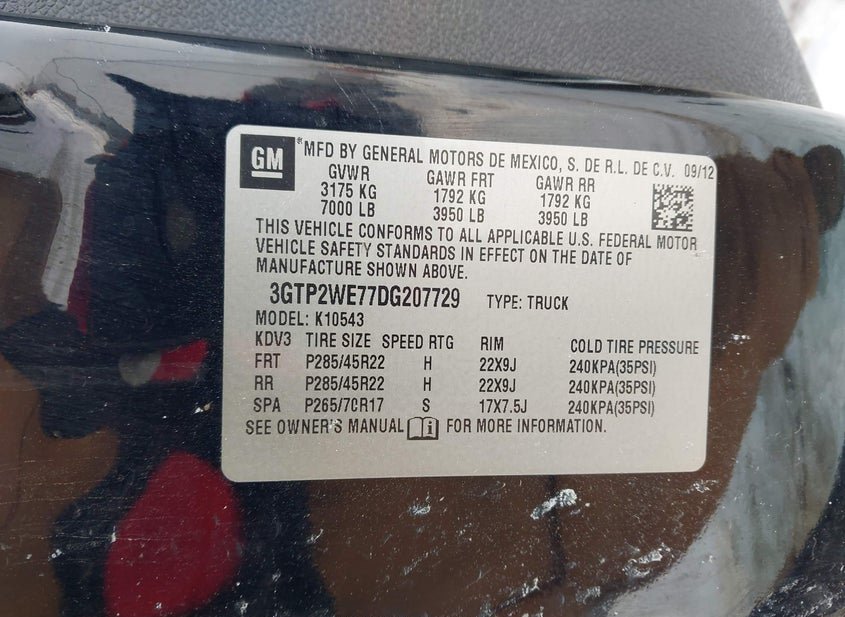 GM
*MFD BY GENERAL MOTORS DE MEXICO, S. DE R.L. DE C.V. 09/12
GVWR GAWR FRT GAWR RR
3175 KG 1792 KG 1792 KG
7000 LB 3950 LB 3950 LB
THIS VEHICLE CONFORMS TO ALL APPLICABLE U.S. FEDERAL MOTOR
VEHICLE SAFETY STANDARDS IN EFFECT ON THE DATE OF
MANUFACTURE SHOWN ABOVE.
3GTP2WE77DG207729 TYPE: TRUCK
MODEL: K10543
KDV3 TIRE SIZE SPEED RTG RIM COLD TIRE PRESSURE
FRT P285/45R22 H 22X9J 240KPA(35PSI)
RR P285/45R22 H 22X9J 240KPA(35PSI)
SPA P265/70R17 S 17X7.5J 240KPA(35PSI)
SEE OWNER'S MANUAL FOR MORE INFORMATION.